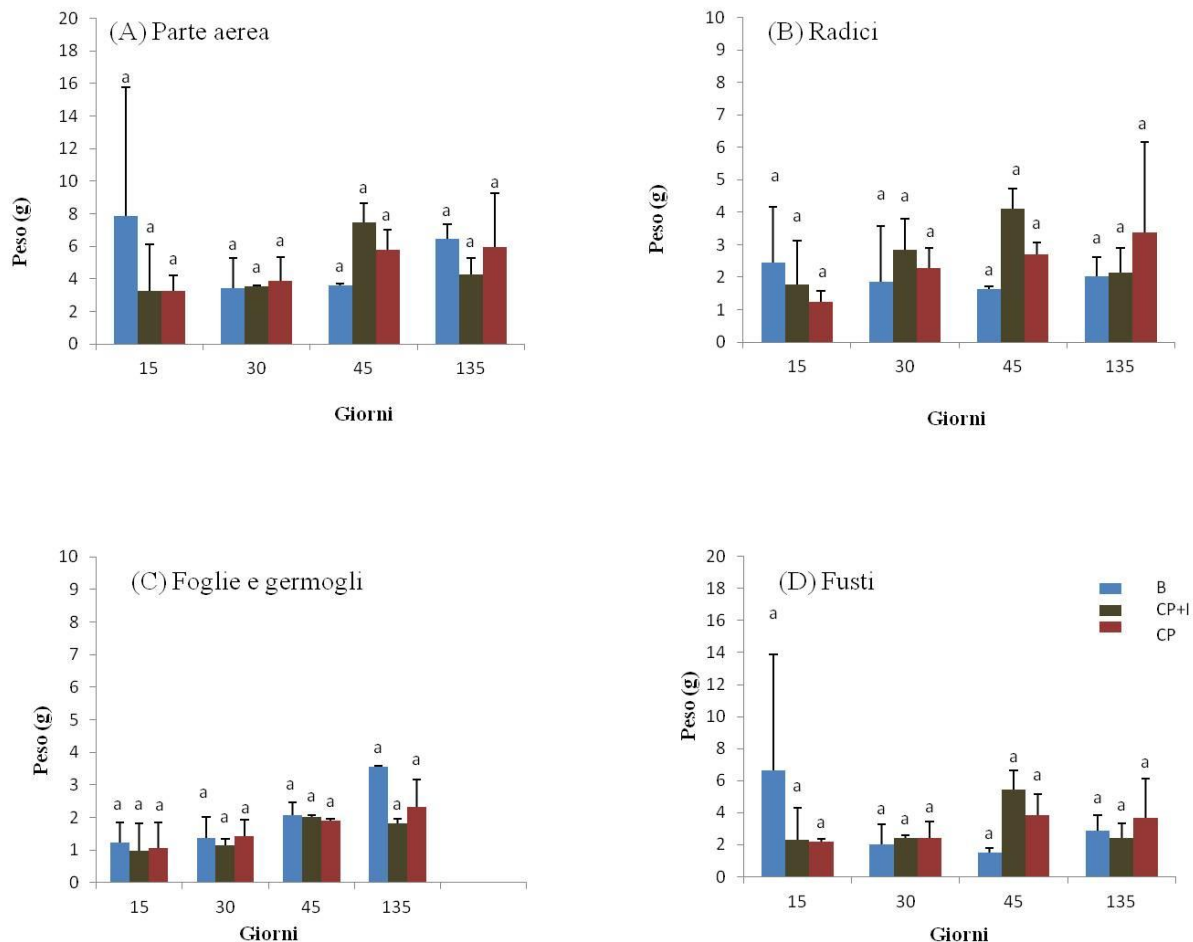 (A) Parte aerea
Peso (g)
20
18
16
14
12
10
8
6
4
2
0
a a a
a a a
a a a
a a a
15 30 45 135
Giorni
(B) Radici
Peso (g)
10
9
8
7
6
5
4
3
2
1
0
a a a
a a a
a a a
a a a
15 30 45 135
Giorni
(C) Foglie e germogli
Peso (g)
10
9
8
7
6
5
4
3
2
1
0
a a a
a a a
a a a
a a a
15 30 45 135
Giorni
(D) Fusti
Peso (g)
20
18
16
14
12
10
8
6
4
2
0
a a a
a a a
a a a
a a a
15 30 45 135
Giorni
B
CP+I
CP